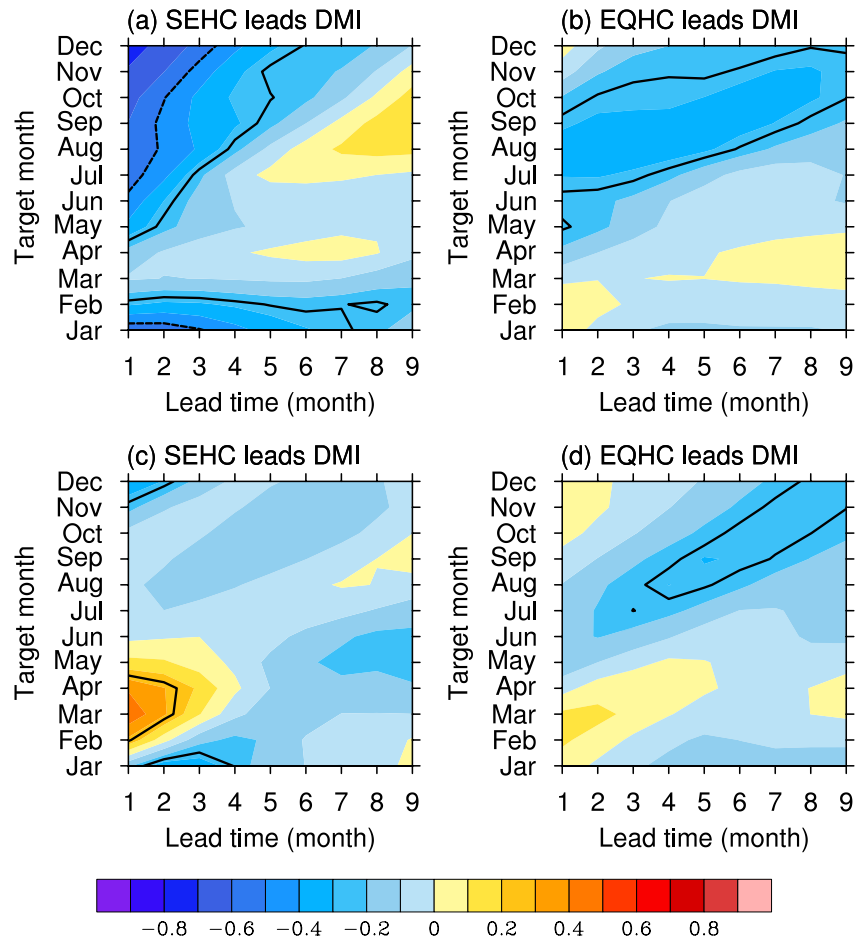 (a) SEHC leads DMI
Dec
Nov
Oct
Sep
Aug
Jul
Jun
May
Apr
Mar
Feb
Jar
Target month
1 2 3 4 5 6 7 8 9
Lead time (month)
(b) EQHC leads DMI
Dec
Nov
Oct
Sep
Aug
Jul
Jun
May
Apr
Mar
Feb
Jar
Target month
1 2 3 4 5 6 7 8 9
Lead time (month)
(c) SEHC leads DMI
Dec
Nov
Oct
Sep
Aug
Jul
Jun
May
Apr
Mar
Feb
Jar
Target month
1 2 3 4 5 6 7 8 9
Lead time (month)
(d) EQHC leads DMI
Dec
Nov
Oct
Sep
Aug
Jul
Jun
May
Apr
Mar
Feb
Jar
Target month
1 2 3 4 5 6 7 8 9
Lead time (month)
−0.8 −0.6 −0.4 −0.2 0 0.2 0.4 0.6 0.8